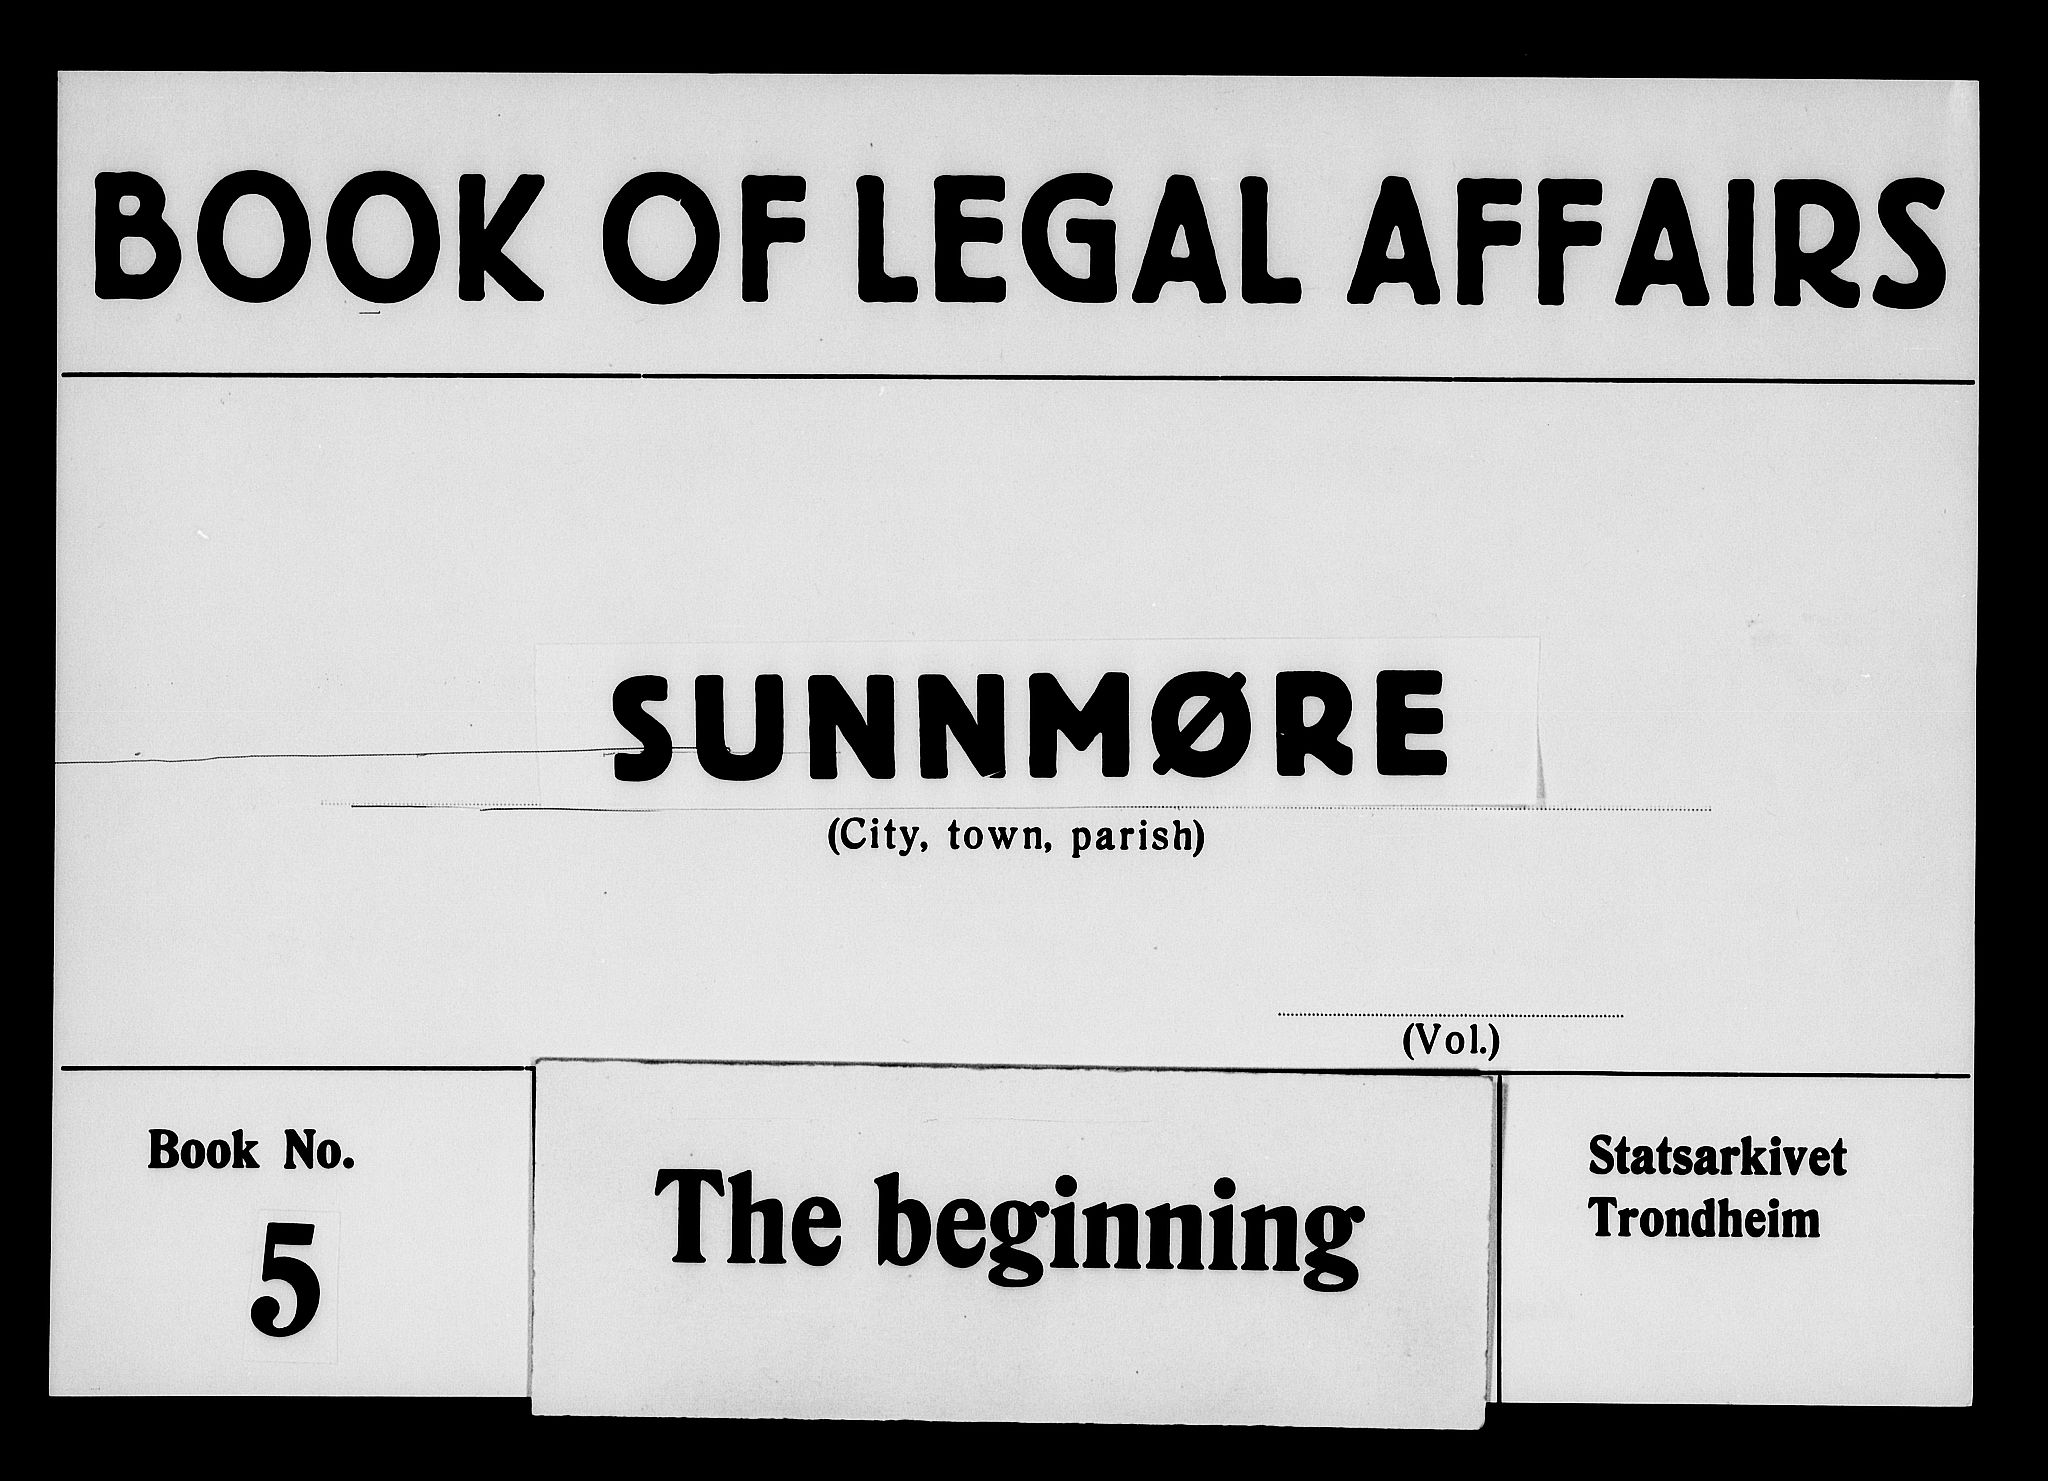 BOOK OF LEGAL AFFAIRS
SUNNMØRE
(City, town, parish)
(Vol.)
Book No.
5
The beginning
Statsarkivet
Trondheim